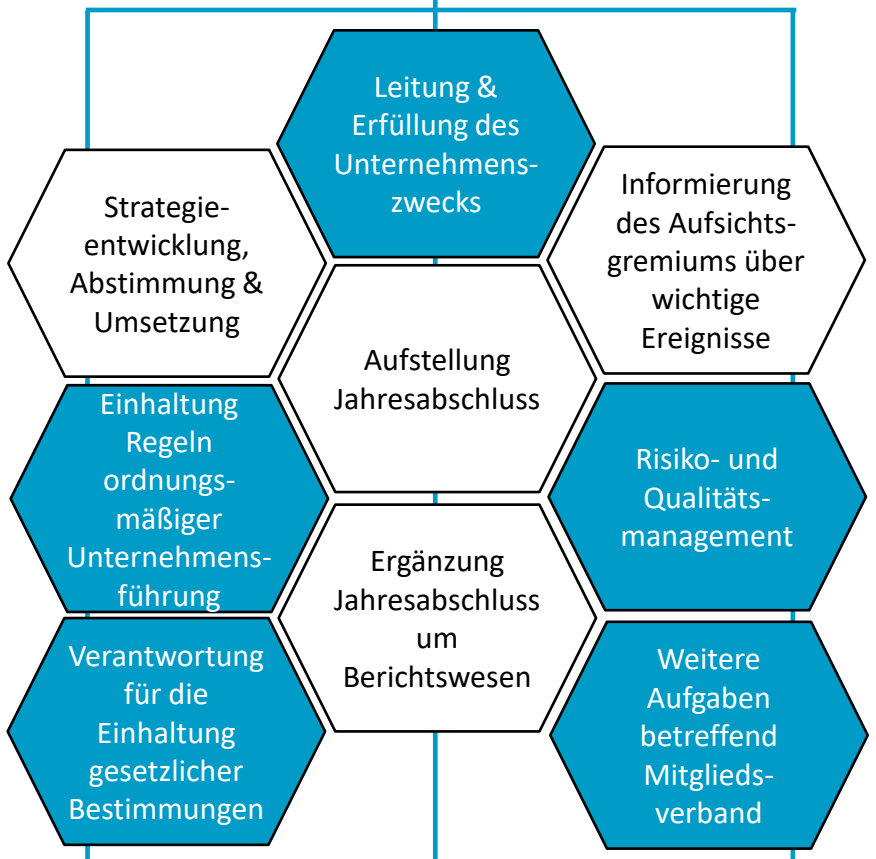 Leitung &
Erfüllung des
Unternehmens-
zwecks
Strategie-
entwicklung,
Abstimmung &
Umsetzung
Informierung
des Aufsichts-
gremiums über
wichtige
Ereignisse
Aufstellung
Jahresabschluss
Einhaltung
Regeln
ordnungs-
mäßiger
Unternehmens-
führung
Risiko- und
Qualitäts-
management
Ergänzung
Jahresabschluss
um
Berichtswesen
Verantwortung
für die
Einhaltung
gesetzlicher
Bestimmungen
Weitere
Aufgaben
betreffend
Mitglieds-
verband